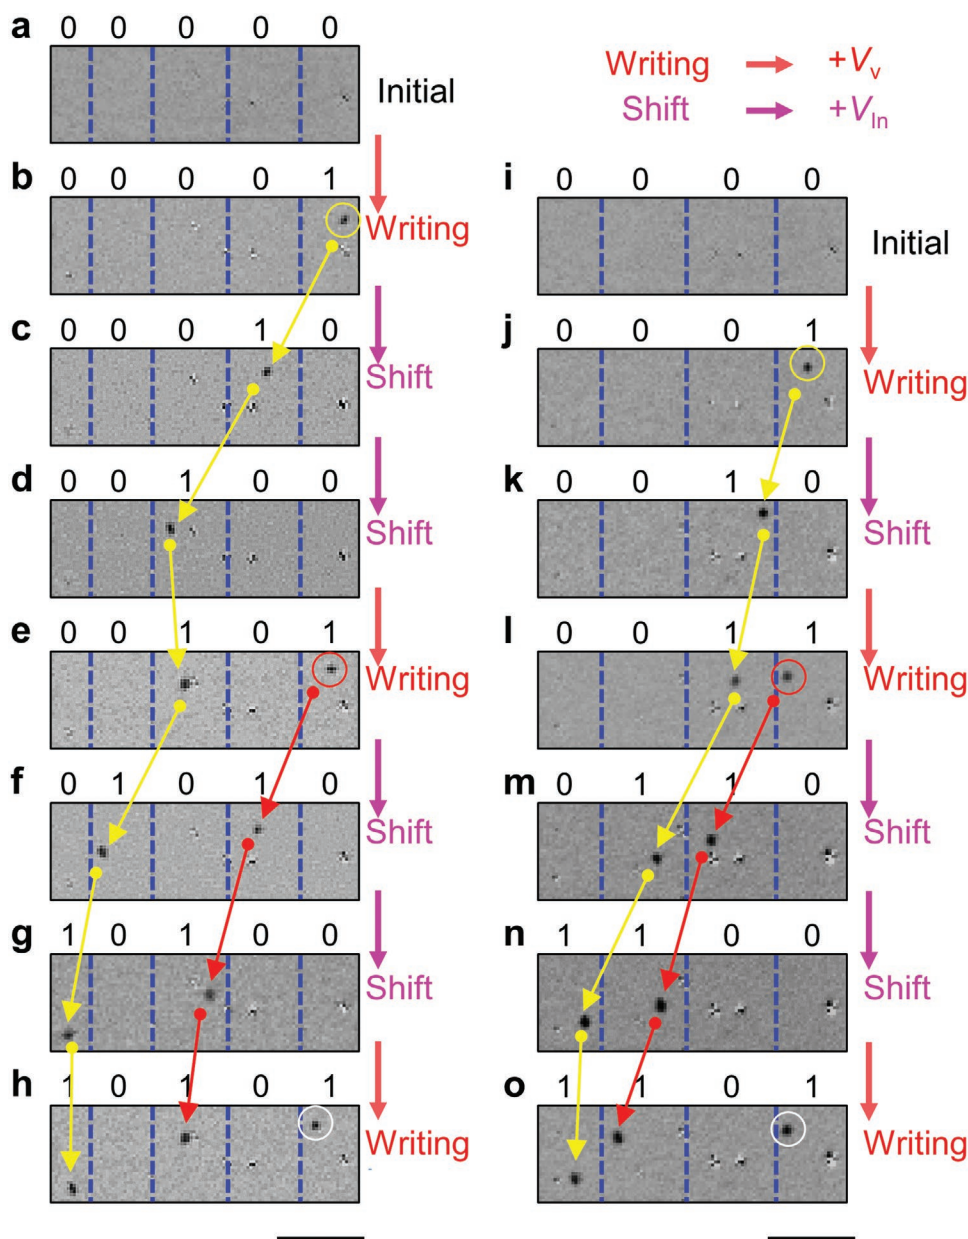 a 0 0 0 0 0
Initial
Writing → +Vv
Shift → +VIn
b 0 0 0 0 1
Writing
c 0 0 0 1 0
Shift
d 0 0 1 0 0
Shift
e 0 0 1 0 1
Writing
f 0 1 0 1 0
Shift
g 1 0 1 0 0
Shift
h 1 0 1 0 1
Writing
i 0 0 0 0
Initial
j 0 0 0 1
Writing
k 0 0 1 0
Shift
l 0 0 1 1
Writing
m 0 1 1 0
Shift
n 1 1 0 0
Shift
o 1 1 0 1
Writing